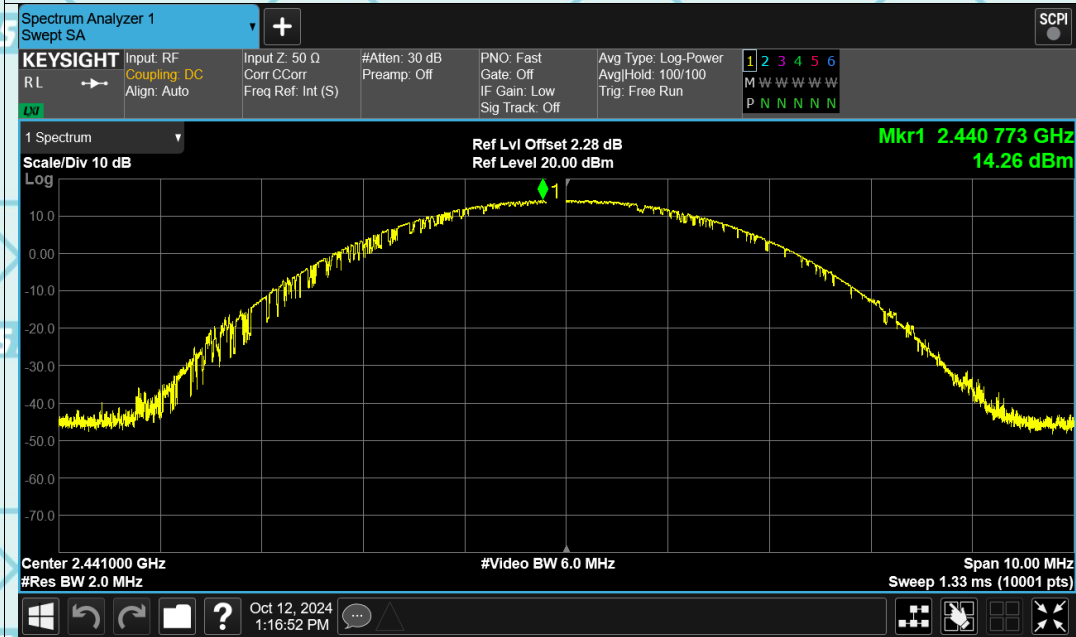 Spectrum Analyzer 1
Swept SA
+
SCPI
KEYSIGHT
R L
LXI
Input: RF
Coupling: DC
Align: Auto
Input Z: 50 Ω
Corr CCorr
Freq Ref: Int (S)
#Atten: 30 dB
Preamp: Off
PNO: Fast
Gate: Off
IF Gain: Low
Sig Track: Off
Avg Type: Log-Power
Avg|Hold: 100/100
Trig: Free Run
1 2 3 4 5 6
M W W W W W
P N N N N N
1 Spectrum
Scale/Div 10 dB
Log
Ref Lvl Offset 2.28 dB
Ref Level 20.00 dBm
Mkr1 2.440 773 GHz
14.26 dBm
1
10.0
0.00
-10.0
-20.0
-30.0
-40.0
-50.0
-60.0
-70.0
Center 2.441000 GHz
#Res BW 2.0 MHz
#Video BW 6.0 MHz
Span 10.00 MHz
Sweep 1.33 ms (10001 pts)
?
Oct 12, 2024
1:16:52 PM